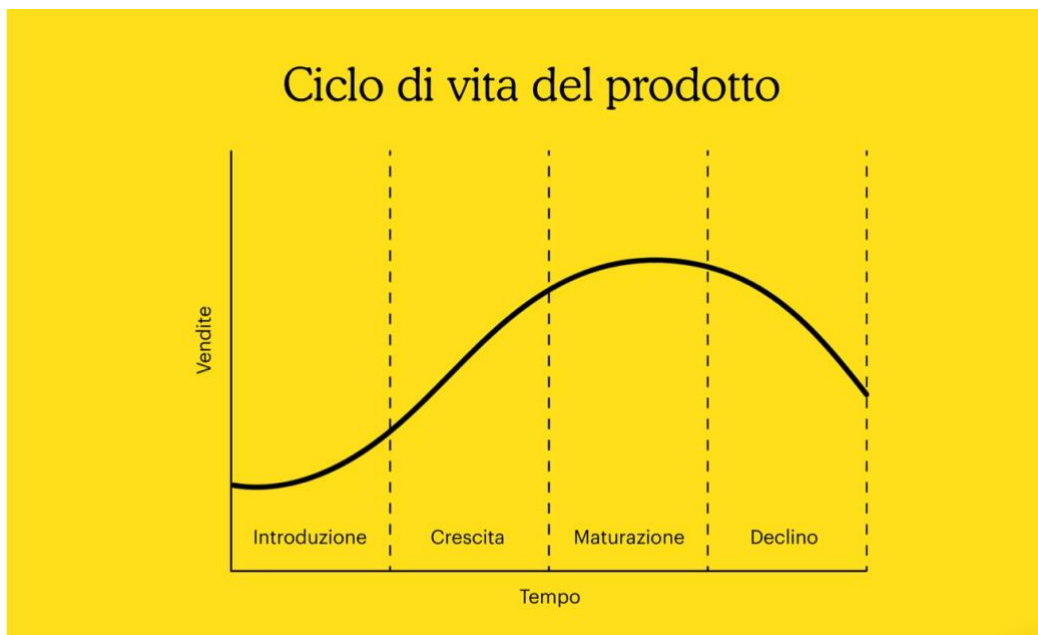 Ciclo di vita del prodotto
Vendite
Introduzione
Crescita
Maturazione
Declino
Tempo